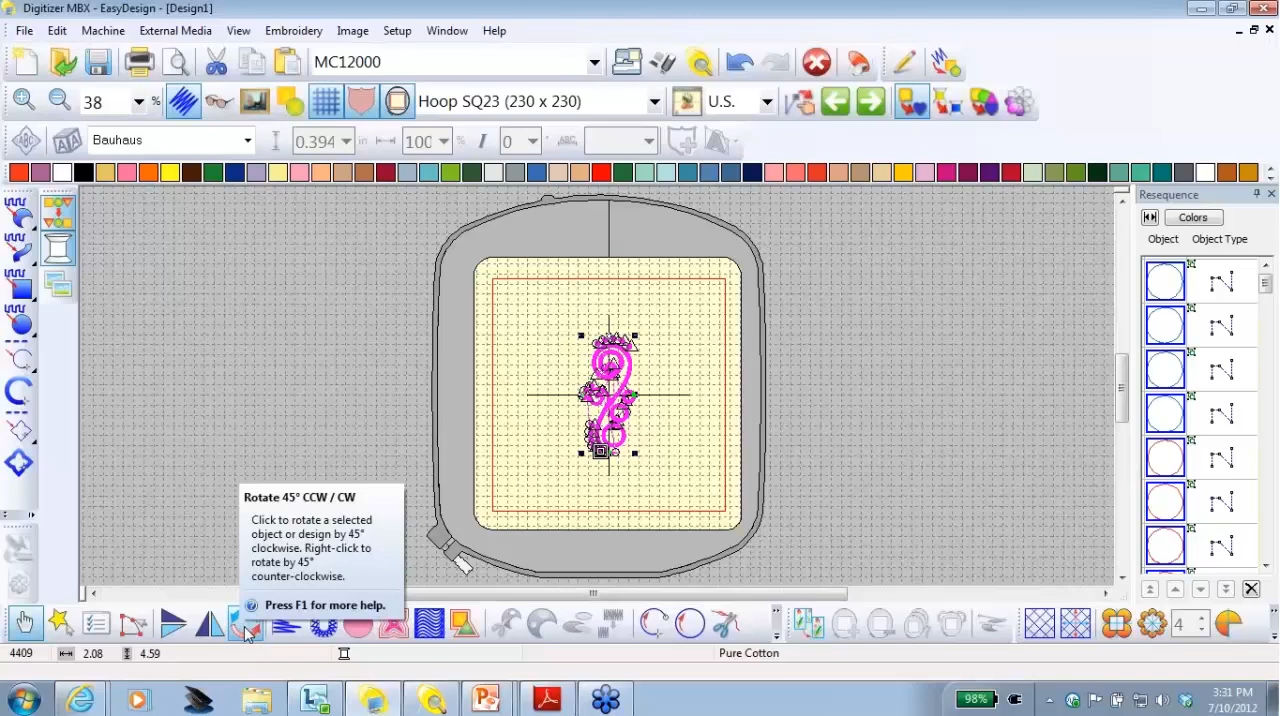 Digitizer MBX - EasyDesign - [Design1]
File Edit Machine External Media View Embroidery Image Setup Window Help
MC12000
38 % Hoop SQ23 (230 x 230) U.S.
Bauhaus 0.394 in 100 % I 0 ABC
Resequence
Colors
Object Object Type
Rotate 45° CCW / CW
Click to rotate a selected
object or design by 45°
clockwise. Right-click to
rotate by 45°
counter-clockwise.
Press F1 for more help.
4
4409 2.08 4.59 Pure Cotton
98% 3:31 PM
7/10/2012